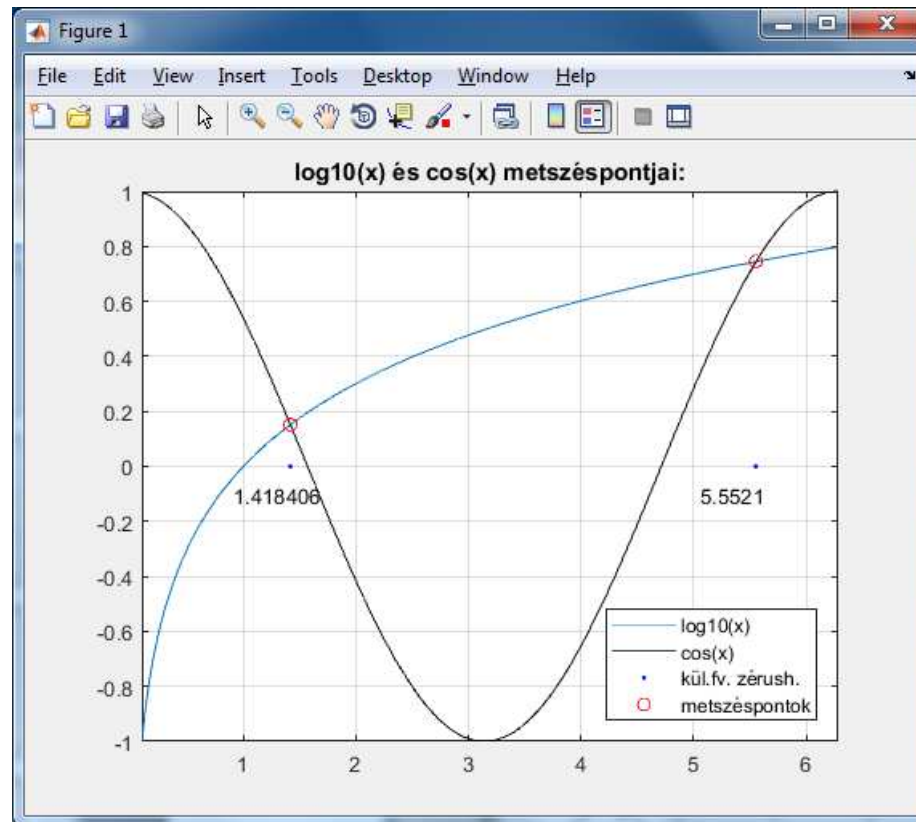 Figure 1
File Edit View Insert Tools Desktop Window Help
log10(x) és cos(x) metszéspontjai:
1
0.8
0.6
0.4
0.2
0
-0.2
-0.4
-0.6
-0.8
-1
1.418406
5.5521
log10(x)
cos(x)
kül.fv. zérush.
metszéspontok
1 2 3 4 5 6